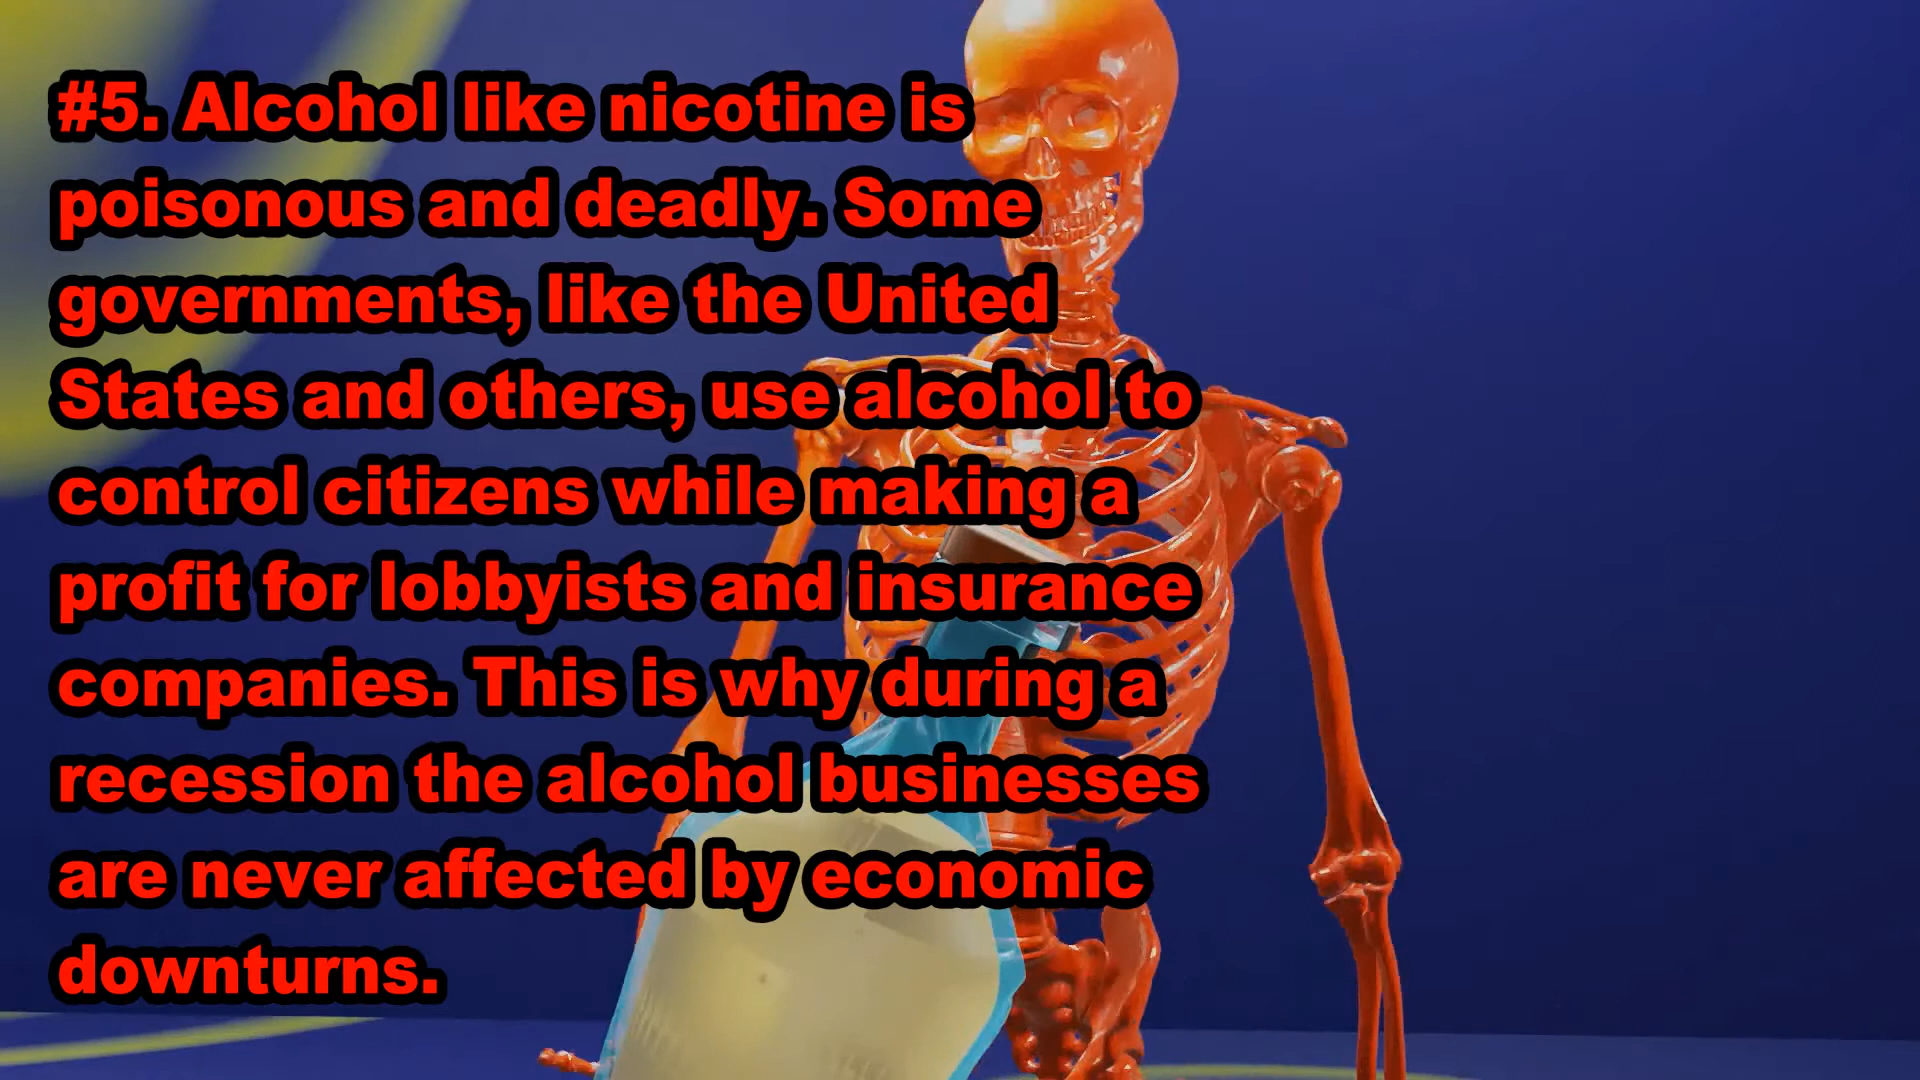 #5. Alcohol like nicotine is
poisonous and deadly. Some
governments, like the United
States and others, use alcohol to
control citizens while making a
profit for lobbyists and insurance
companies. This is why during a
recession the alcohol businesses
are never affected by economic
downturns.